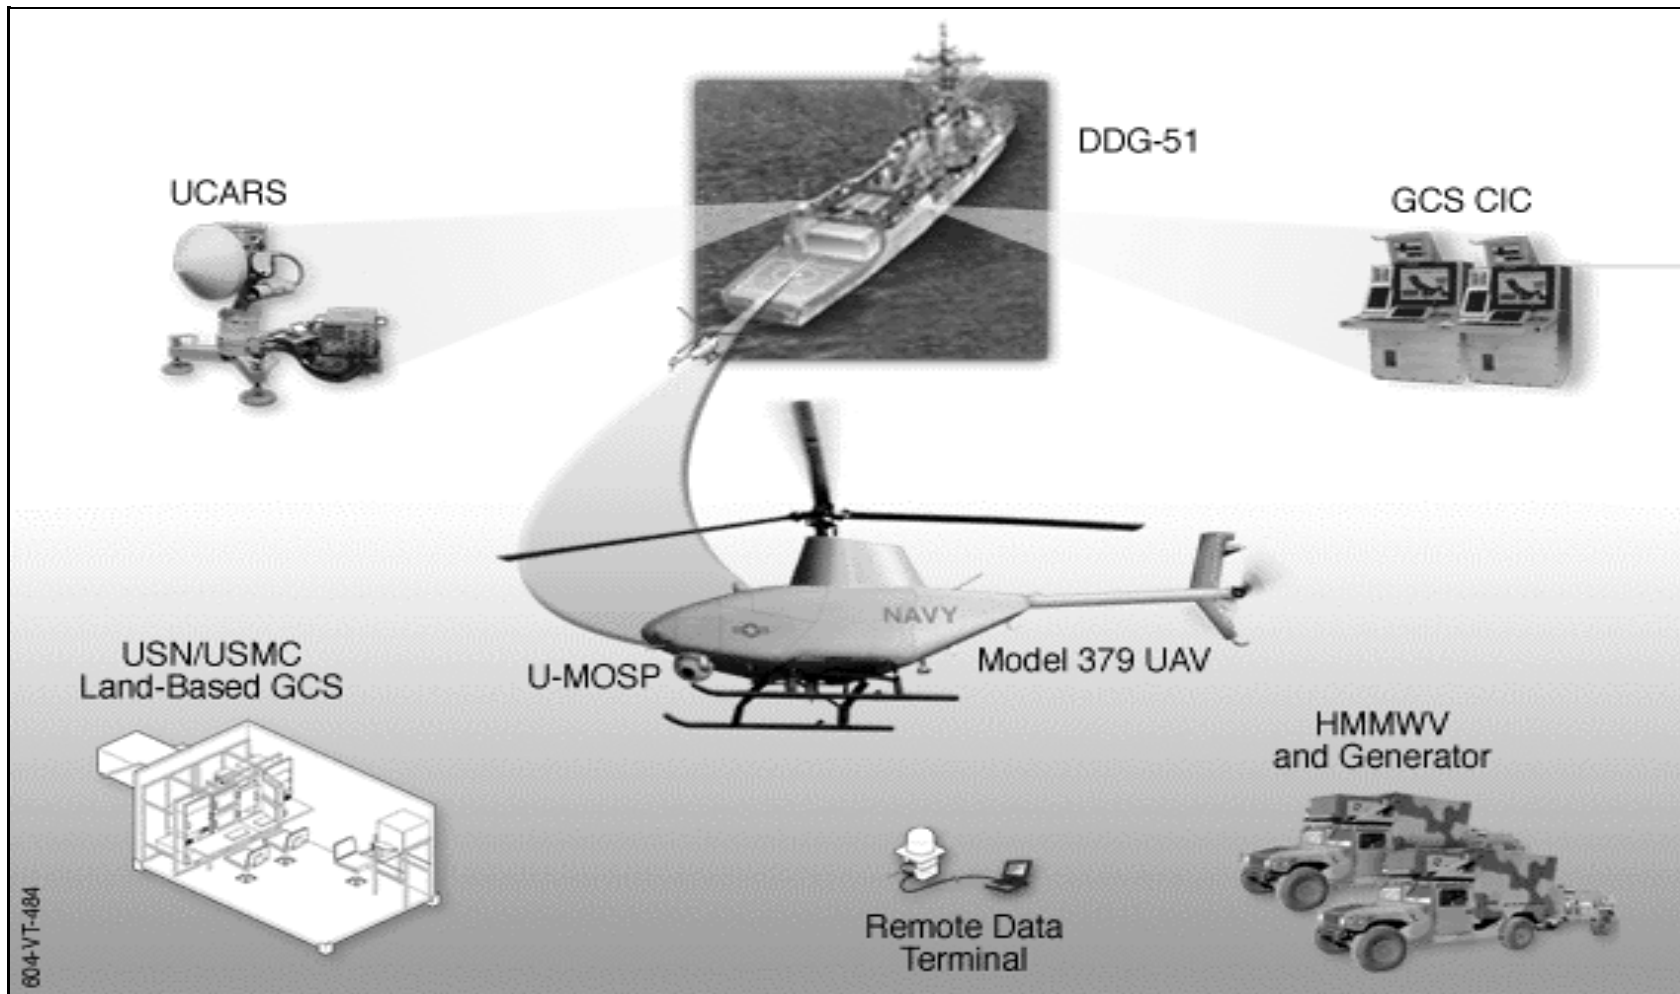 DDG-51
UCARS
GCS CIC
NAVY
USN/USMC
Land-Based GCS
U-MOSP
Model 379 UAV
HMMWV
and Generator
Remote Data
Terminal
604-VT-484